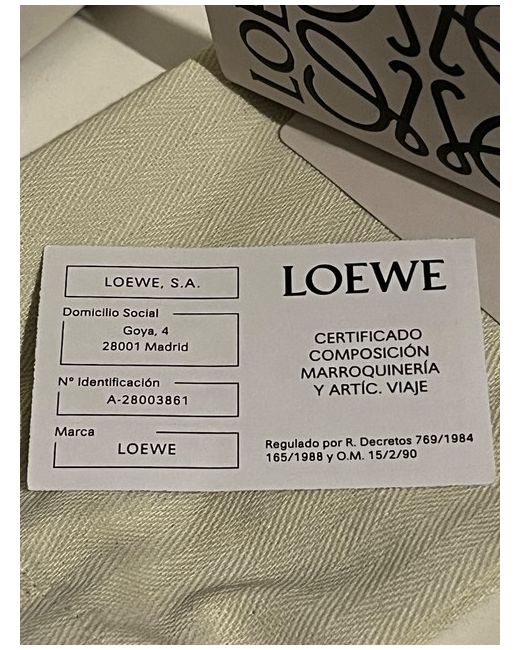 LOEWE
LOEWE, S.A.
Domicilio Social
Goya, 4
28001 Madrid
Nº Identificación
A-28003861
Marca
LOEWE
LOEWE
CERTIFICADO
COMPOSICIÓN
MARROQUINERÍA
Y ARTÍC. VIAJE
Regulado por R. Decretos 769/1984
165/1988 y O.M. 15/2/90